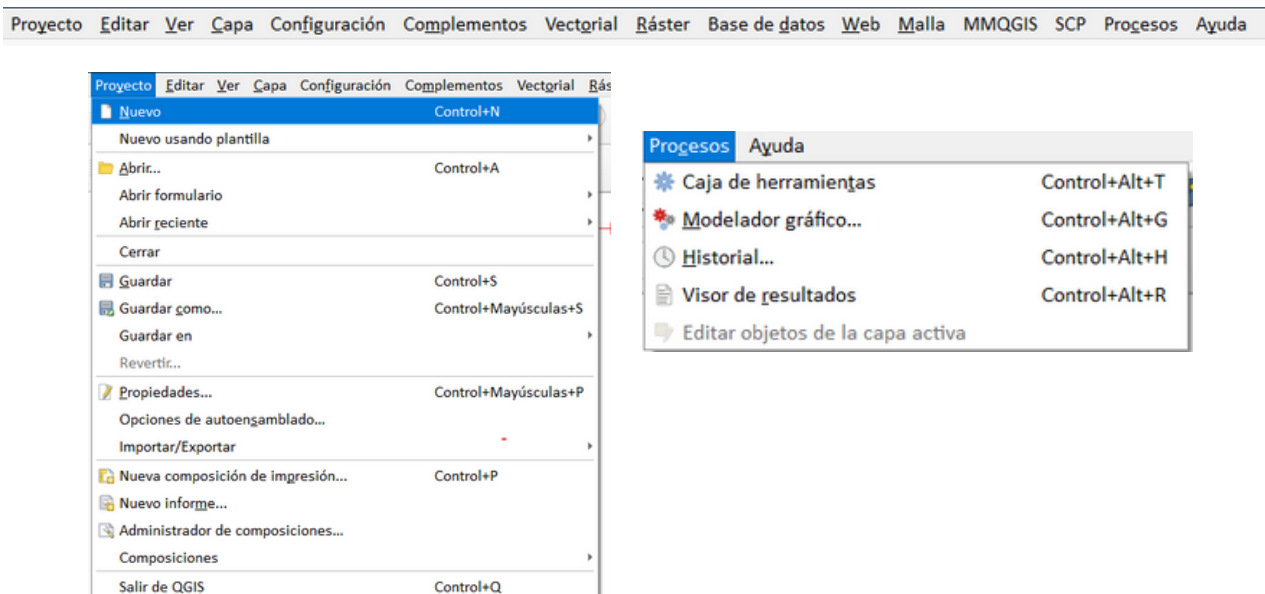 Proyecto Editar Ver Capa Configuración Complementos Vectorial Ráster Base de datos Web Malla MMQGIS SCP Procesos Ayuda
Proyecto Editar Ver Capa Configuración Complementos Vectorial Rás
Nuevo Control+N
Nuevo usando plantilla
Abrir... Control+A
Abrir formulario
Abrir reciente
Cerrar
Guardar Control+S
Guardar como... Control+Mayúsculas+S
Guardar en
Revertir...
Propiedades... Control+Mayúsculas+P
Opciones de autoensamblado...
Importar/Exportar
Nueva composición de impresión... Control+P
Nuevo informe...
Administrador de composiciones...
Composiciones
Salir de QGIS Control+Q
Procesos Ayuda
Caja de herramientas Control+Alt+T
Modelador gráfico... Control+Alt+G
Historial... Control+Alt+H
Visor de resultados Control+Alt+R
Editar objetos de la capa activa